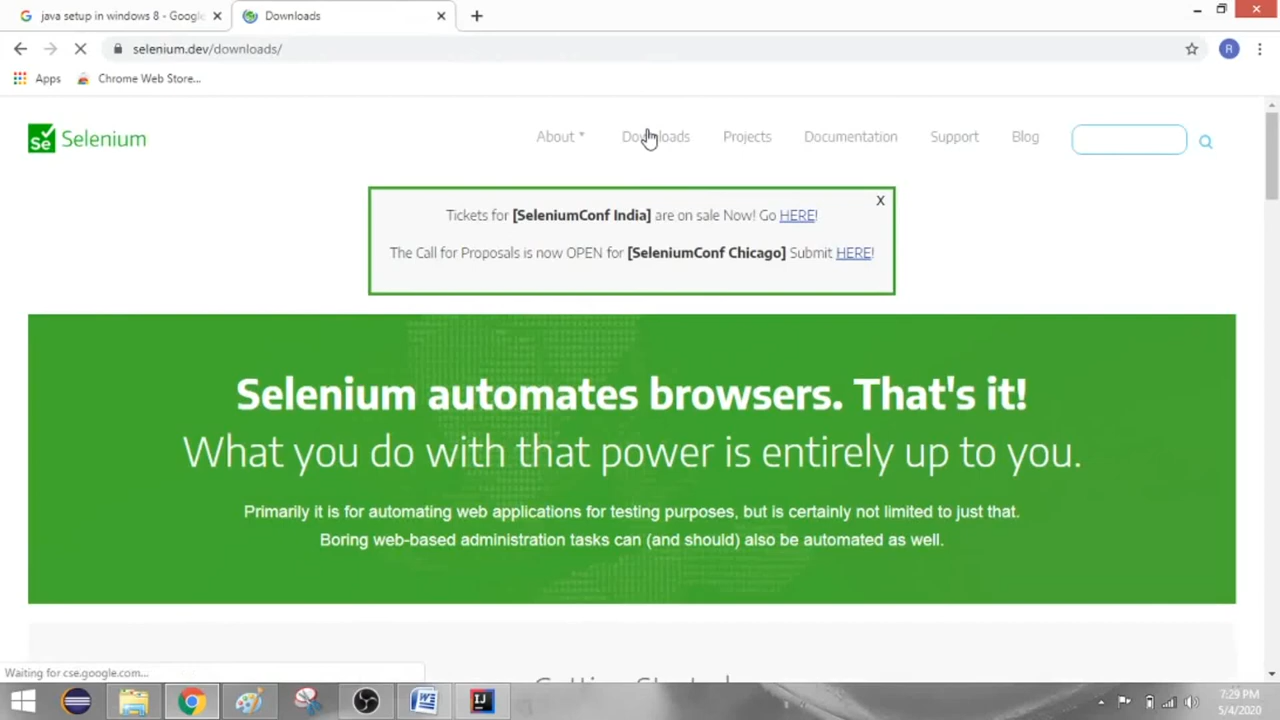 java setup in windows 8 - Google
Downloads
selenium.dev/downloads/
R
Apps
Chrome Web Store...
Se
Selenium
About
Downloads
Projects
Documentation
Support
Blog
X
Tickets for [SeleniumConf India] are on sale Now! Go HERE!
The Call for Proposals is now OPEN for [SeleniumConf Chicago] Submit HERE!
Selenium automates browsers. That's it!
What you do with that power is entirely up to you.
Primarily it is for automating web applications for testing purposes, but is certainly not limited to just that.
Boring web-based administration tasks can (and should) also be automated as well.
Getting Started
Waiting for cse.google.com...
IJ
7:29 PM
5/4/2020